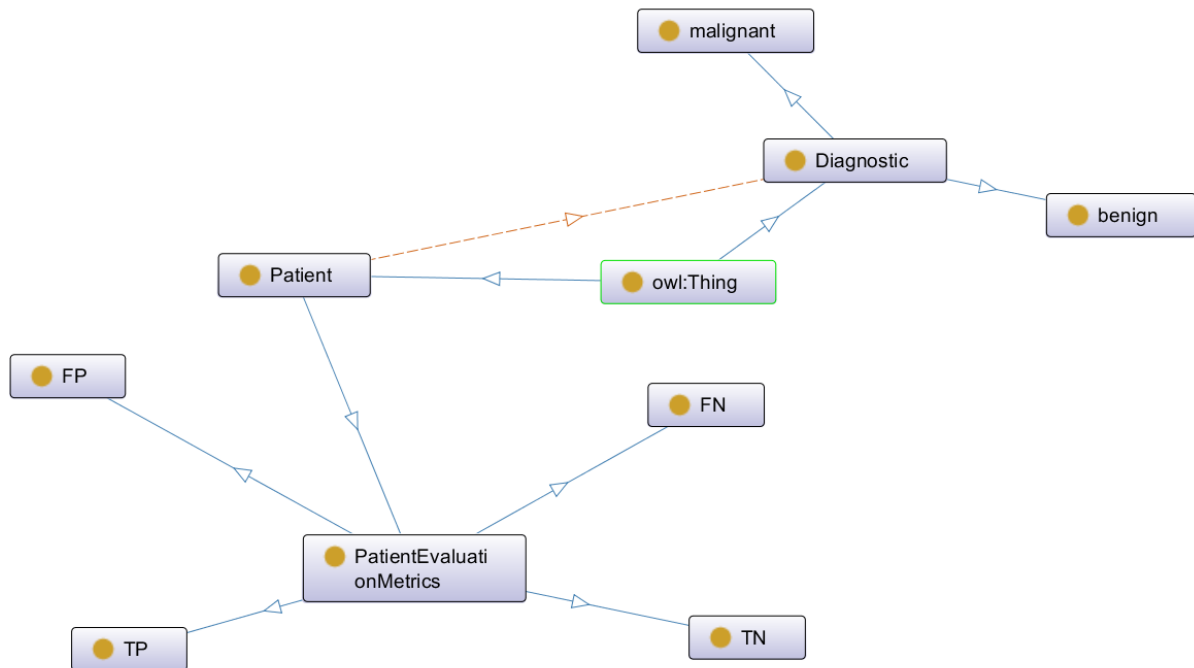 malignant
Diagnostic
benign
Patient
owl:Thing
FP
FN
PatientEvaluati
onMetrics
TP
TN